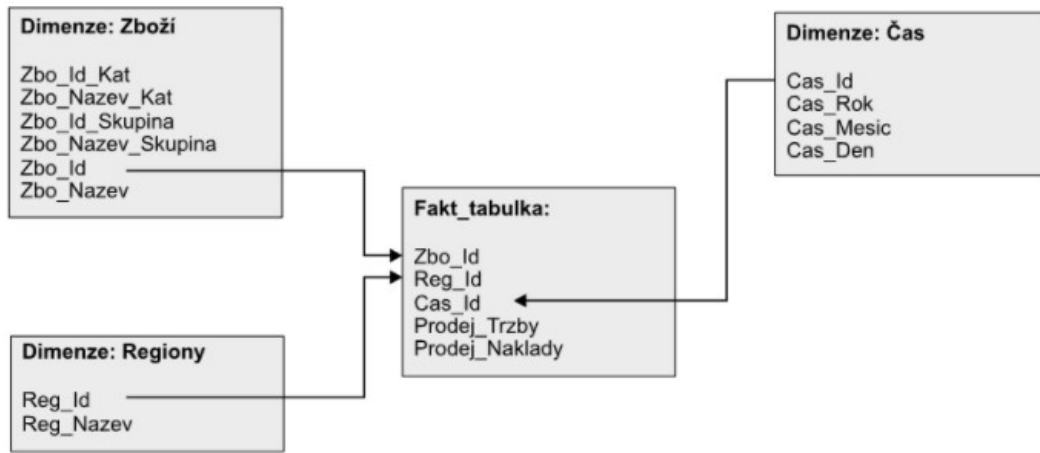 Dimenze: Zboží
Zbo_Id_Kat
Zbo_Nazev_Kat
Zbo_Id_Skupina
Zbo_Nazev_Skupina
Zbo_Id
Zbo_Nazev
Dimenze: Čas
Cas_Id
Cas_Rok
Cas_Mesic
Cas_Den
Fakt_tabulka:
Zbo_Id
Reg_Id
Cas_Id
Prodej_Trzby
Prodej_Naklady
Dimenze: Regiony
Reg_Id
Reg_Nazev